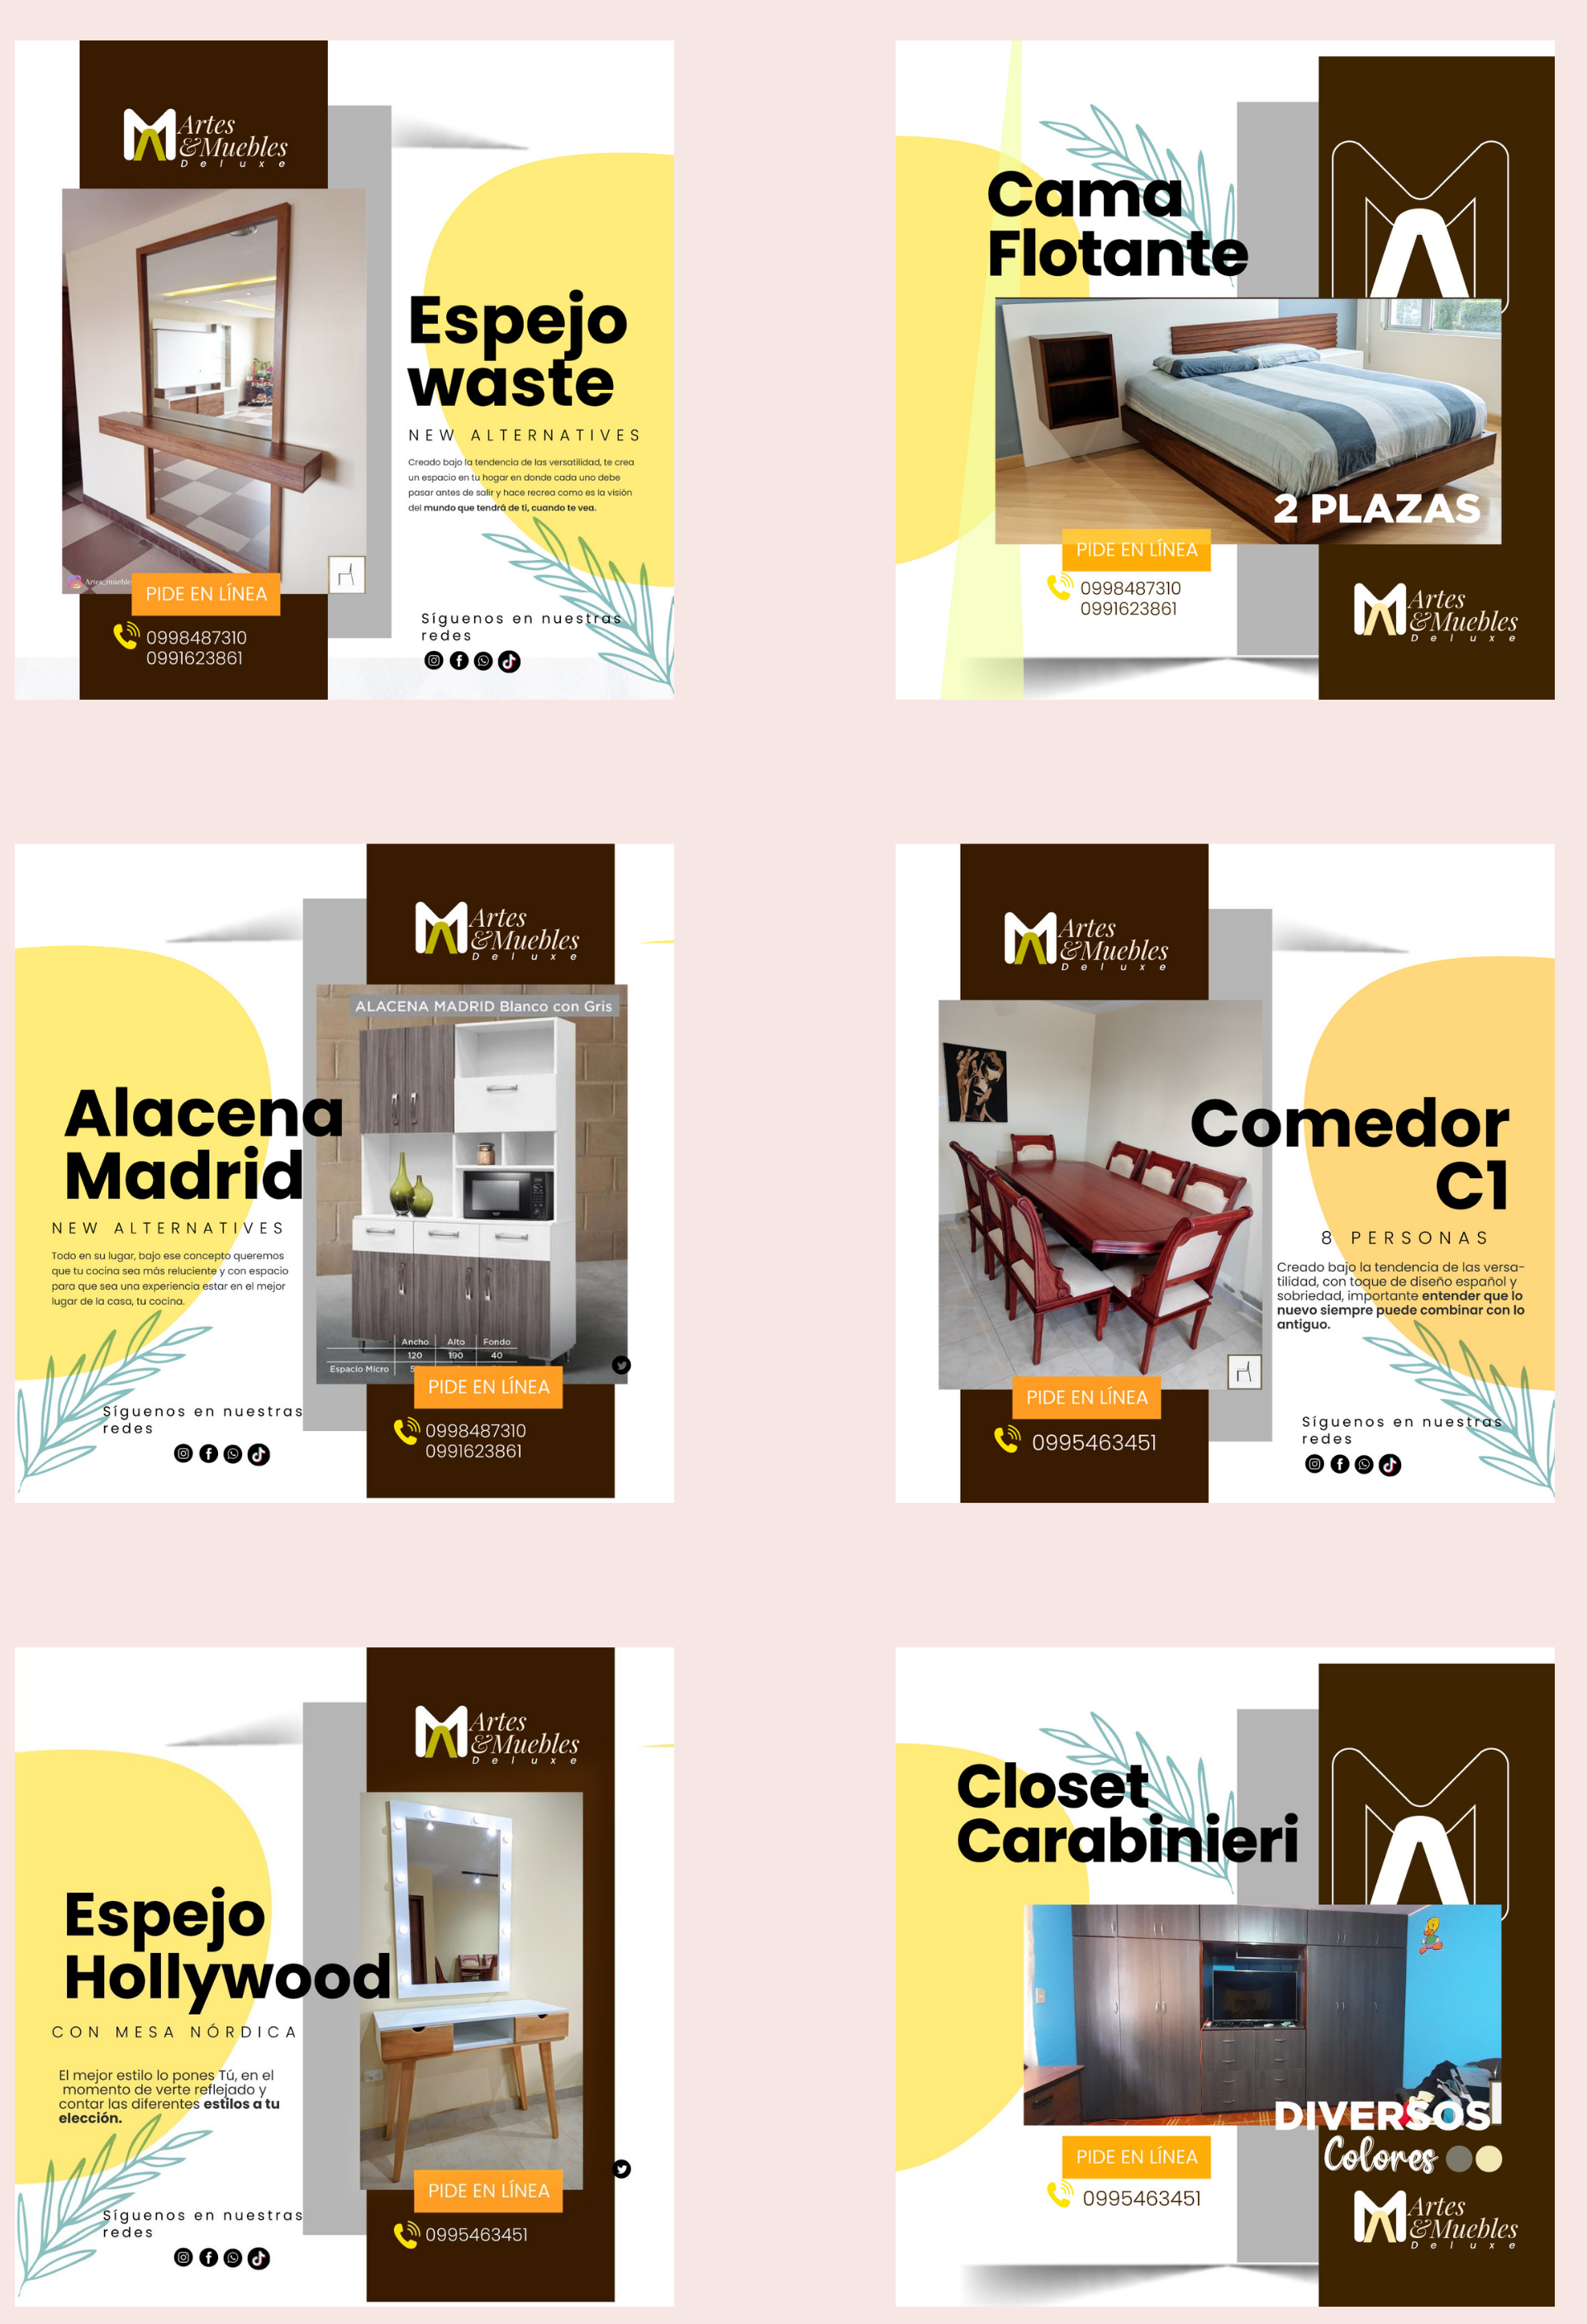 Artes
&Muebles
Deluxe
Espejo
waste
NEW ALTERNATIVES
Creado bajo la tendencia de las versatilidad, te crea
un espacio en tu hogar en donde cada uno debe
pasar antes de salir y hace recrea como es la visión
del mundo que tendrá de ti, cuando te vea.
PIDE EN LÍNEA
0998487310
0991623861
Síguenos en nuestras
redes
Cama
Flotante
2 PLAZAS
PIDE EN LÍNEA
0998487310
0991623861
Artes
&Muebles
Deluxe
Artes
&Muebles
Deluxe
ALACENA MADRID Blanco con Gris
Alacena
Madrid
NEW ALTERNATIVES
Todo en su lugar, bajo ese concepto queremos
que tu cocina sea más reluciente y con espacio
para que sea una experiencia estar en el mejor
lugar de la casa, tu cocina.
Ancho Alto Fondo
120 190 40
Espacio Micro
PIDE EN LÍNEA
0998487310
0991623861
Síguenos en nuestras
redes
Artes
&Muebles
Deluxe
Comedor
C1
8 PERSONAS
Creado bajo la tendencia de las versa-
tilidad, con toque de diseño español y
sobriedad, importante entender que lo
nuevo siempre puede combinar con lo
antiguo.
PIDE EN LÍNEA
0995463451
Síguenos en nuestras
redes
Artes
&Muebles
Deluxe
Espejo
Hollywood
CON MESA NÓRDICA
El mejor estilo lo pones Tú, en el
momento de verte reflejado y
contar las diferentes estilos a tu
elección.
PIDE EN LÍNEA
0995463451
Síguenos en nuestras
redes
Closet
Carabinieri
DIVERSOS
Colores
PIDE EN LÍNEA
0995463451
Artes
&Muebles
Deluxe